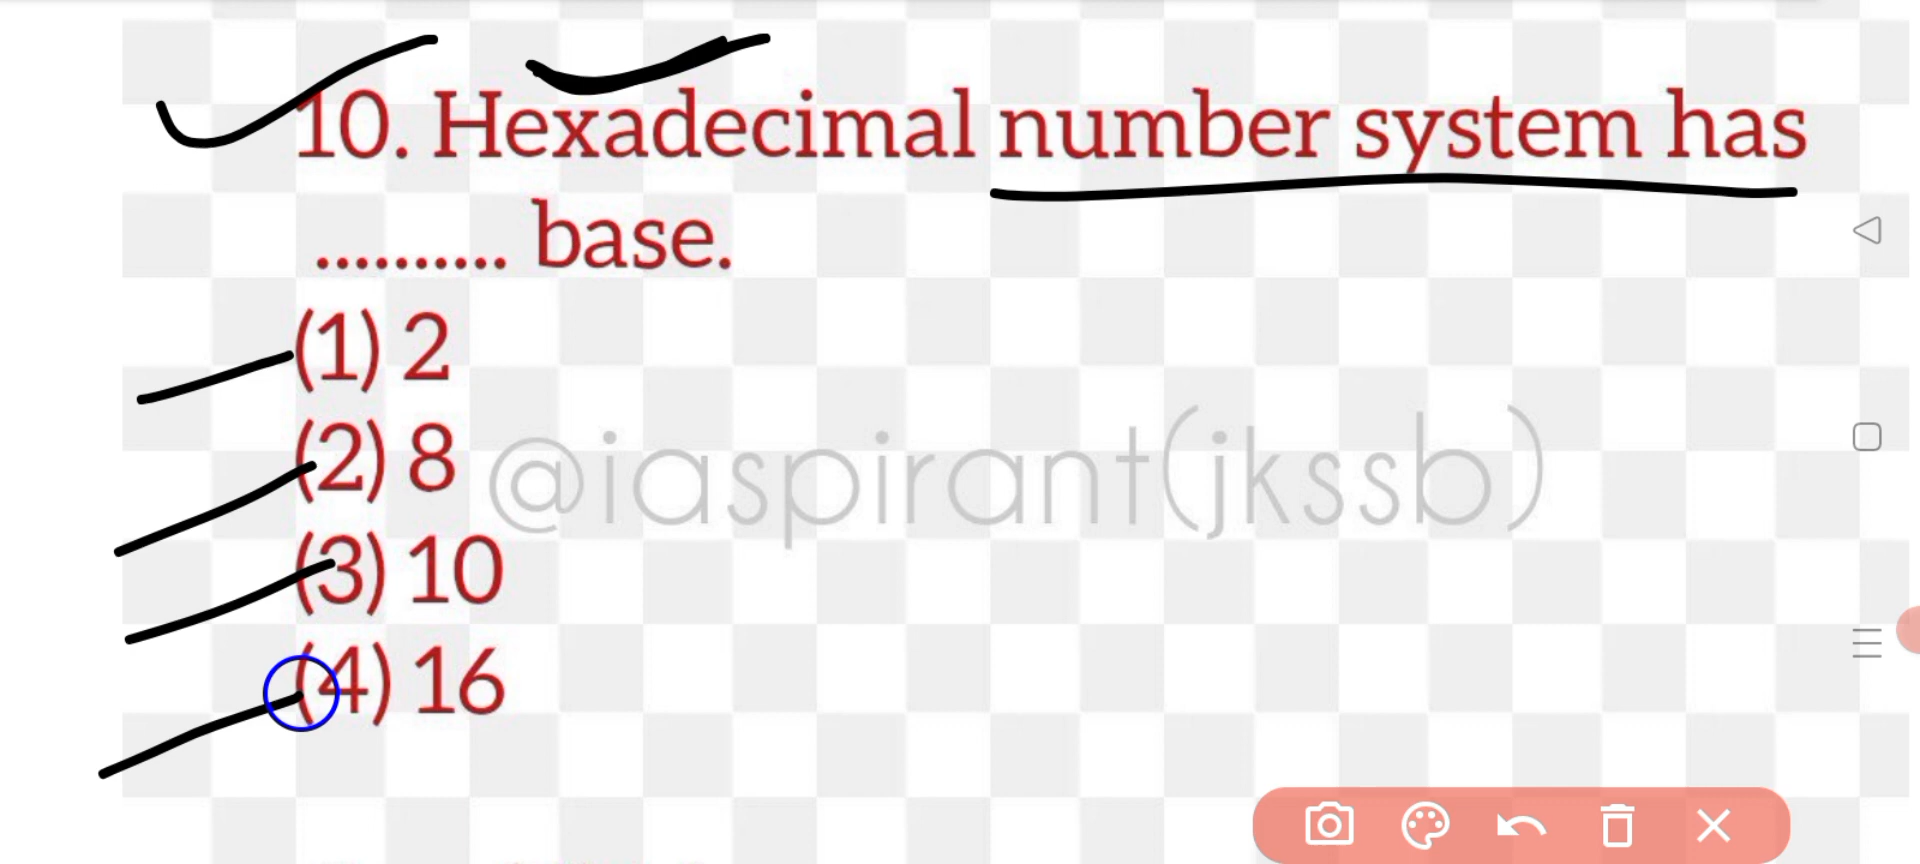 10. Hexadecimal number system has
.......... base.
(1) 2
(2) 8
@iaspirant(jkssb)
(3) 10
(4) 16